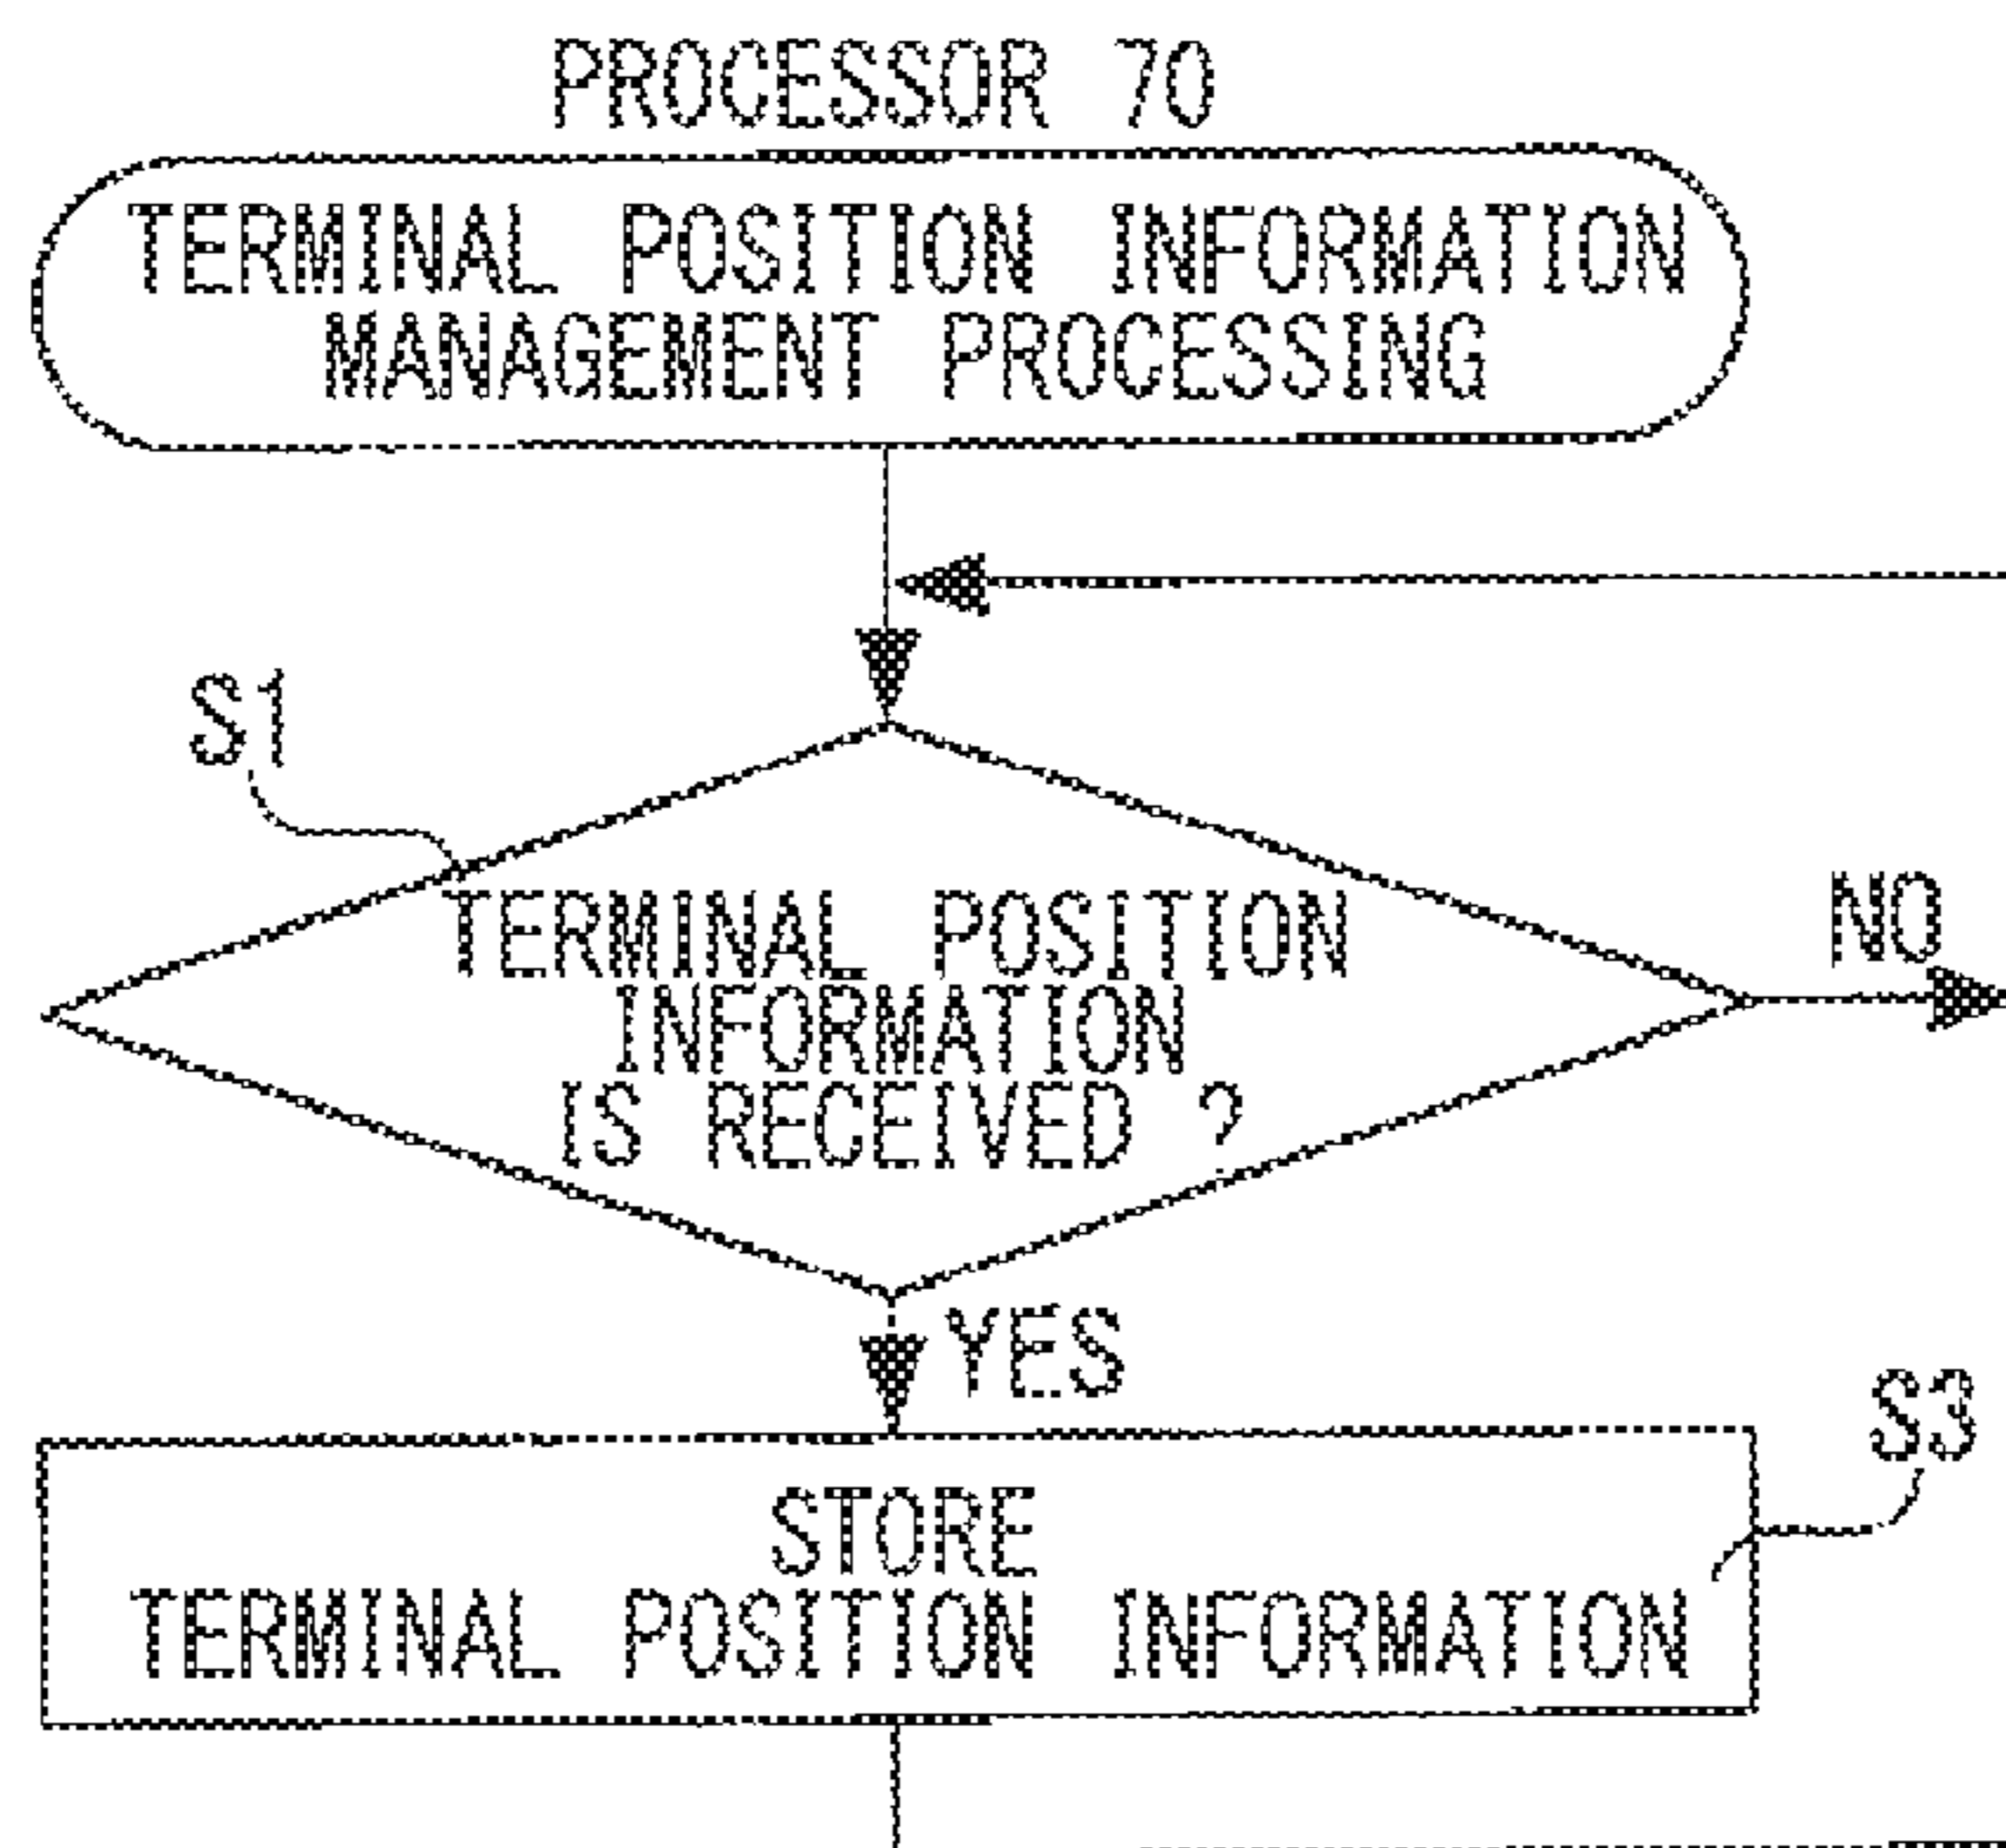 PROCESSOR 70
TERMINAL POSITION INFORMATION
MANAGEMENT PROCESSING
S1
TERMINAL POSITION
INFORMATION
IS RECEIVED ?
NO
YES
S3
STORE
TERMINAL POSITION INFORMATION